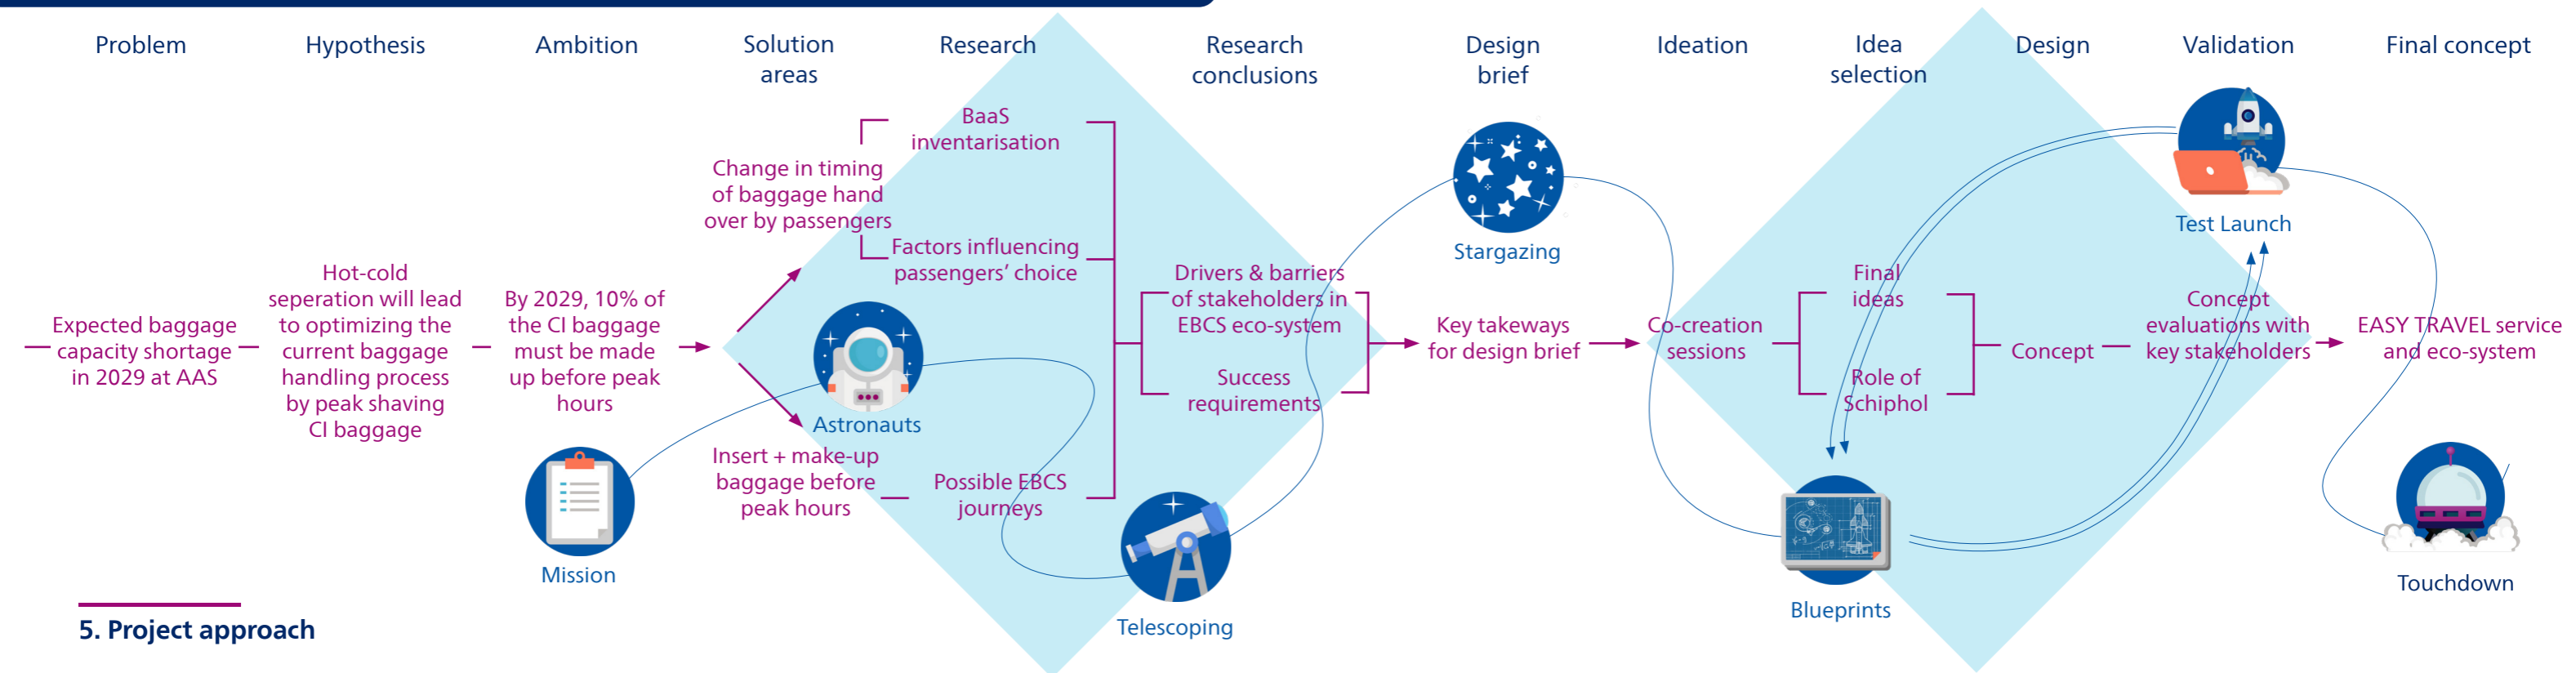 Problem
Hypothesis
Ambition
Solution
areas
Research
Research
conclusions
Design
brief
Ideation
Idea
selection
Design
Validation
Final concept
Expected baggage
capacity shortage
in 2029 at AAS
Hot-cold
seperation will lead
to optimizing the
current baggage
handling process
by peak shaving
CI baggage
By 2029, 10% of
the CI baggage
must be made
up before peak
hours
Mission
Change in timing
of baggage hand
over by passengers
Astronauts
Insert + make-up
baggage before
peak hours
BaaS
inventarisation
Factors influencing
passengers’ choice
Possible EBCS
journeys
Telescoping
Drivers & barriers
of stakeholders in
EBCS eco-system
Success
requirements
Stargazing
Key takeways
for design brief
Co-creation
sessions
Final
ideas
Role of
Schiphol
Blueprints
Concept
Test Launch
Concept
evaluations with
key stakeholders
EASY TRAVEL service
and eco-system
Touchdown
5. Project approach